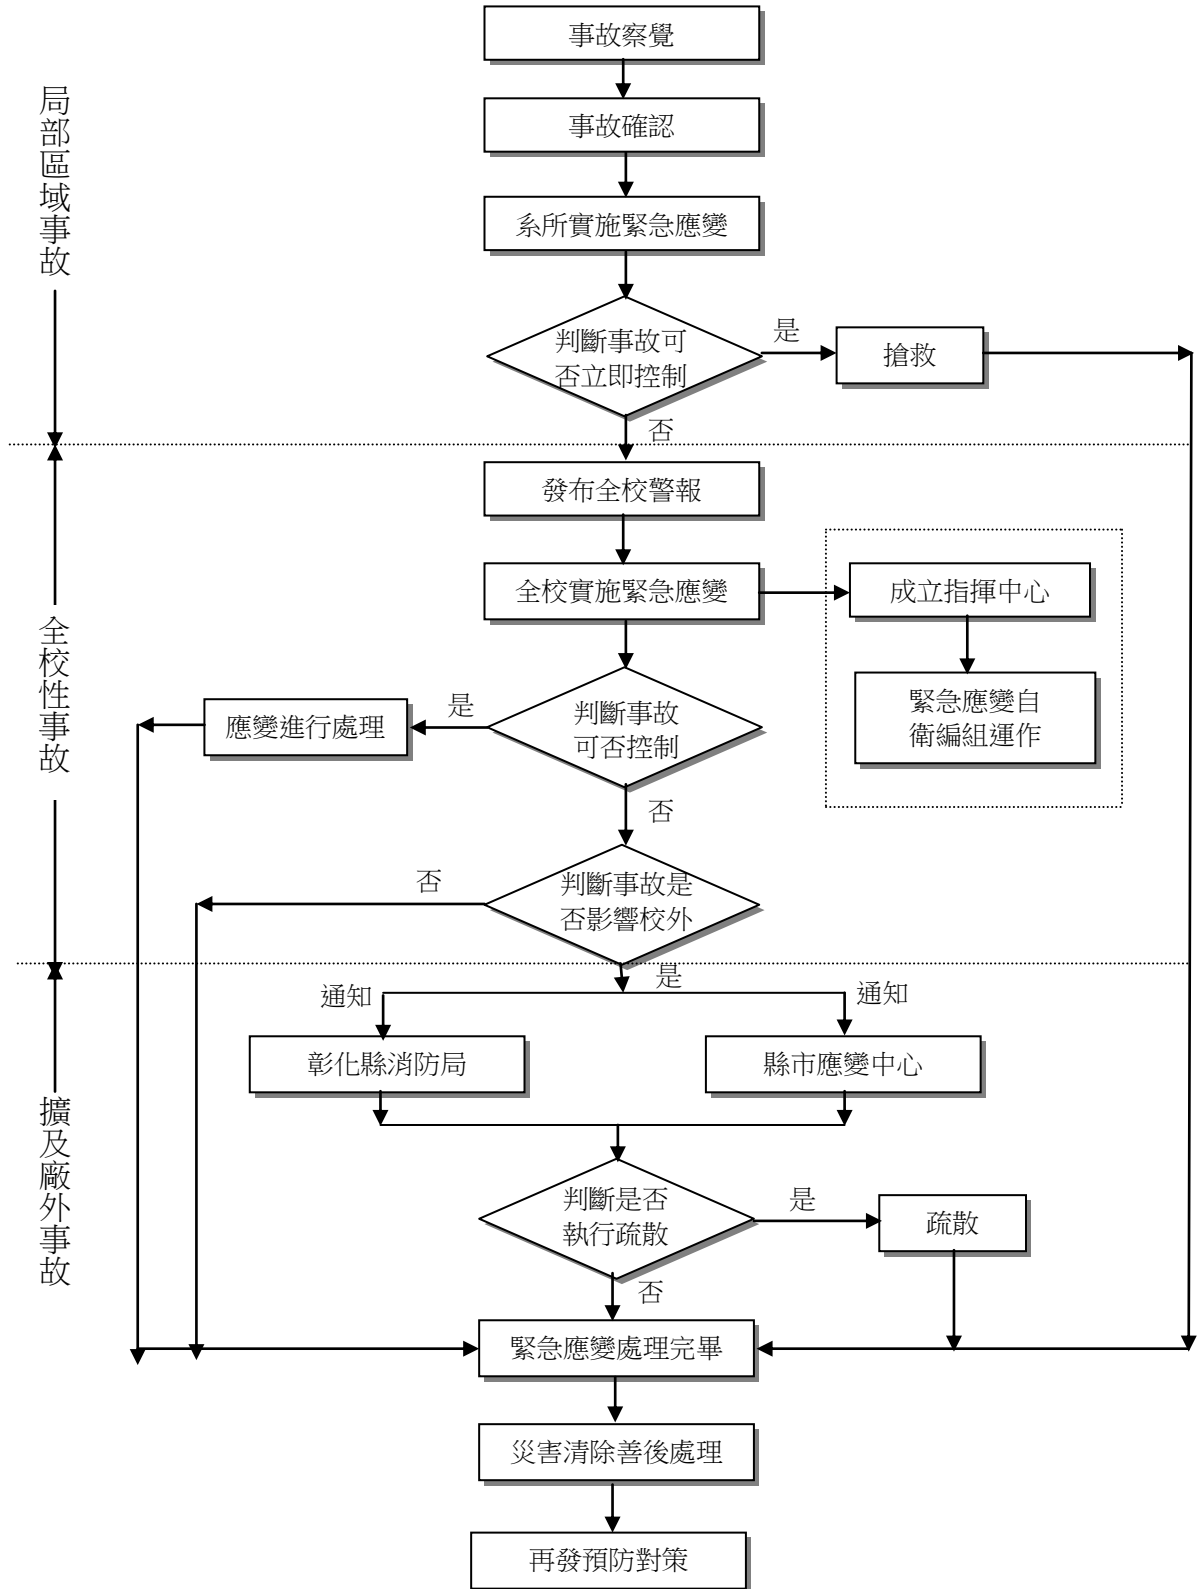 事故察覺
事故確認
局部區域事故
系所實施緊急應變
判斷事故可
否立即控制
是
搶救
否
發布全校警報
全校實施緊急應變
成立指揮中心
緊急應變自
衛編組運作
全校性事故
判斷事故
可否控制
是
應變進行處理
否
判斷事故是
否影響校外
否
是
通知
通知
彰化縣消防局
縣市應變中心
擴及廠外事故
判斷是否
執行疏散
是
疏散
否
緊急應變處理完畢
災害清除善後處理
再發預防對策